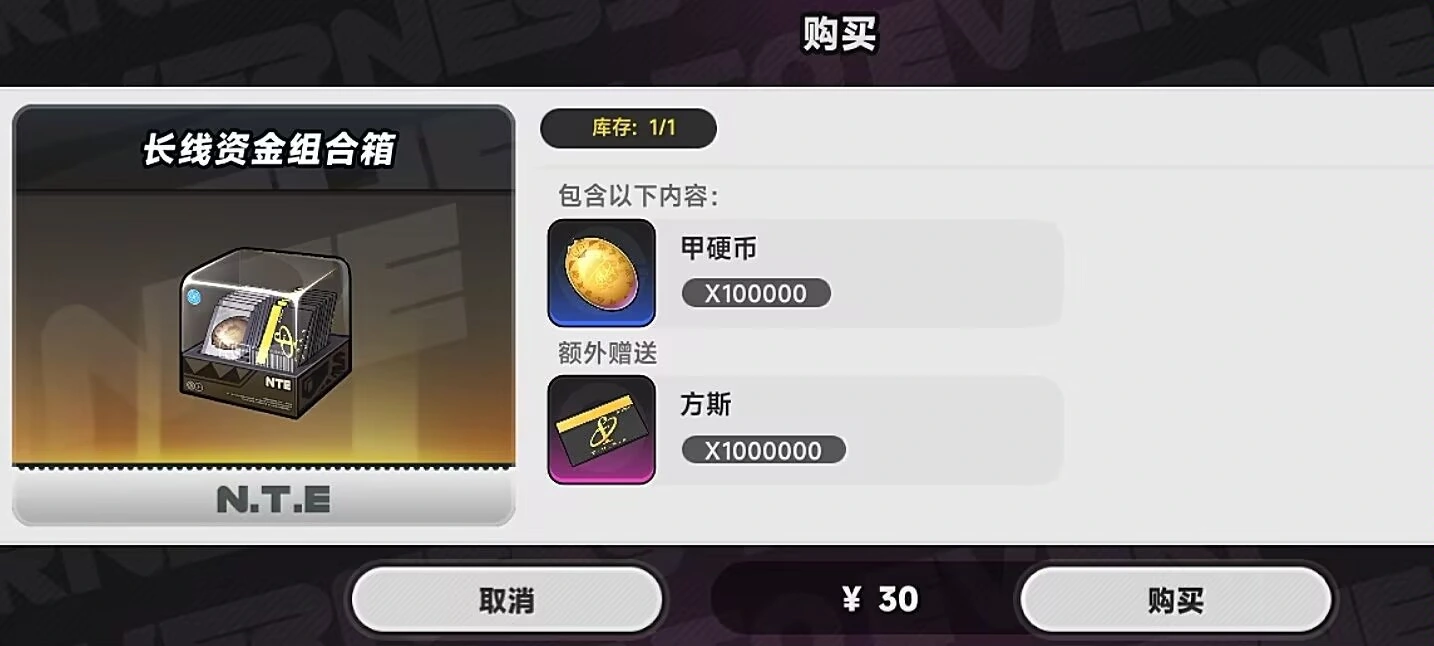 购买
长线资金组合箱
NTE
N.T.E
库存: 1/1
包含以下内容:
甲硬币
X100000
额外赠送
方斯
X1000000
取消
¥ 30
购买